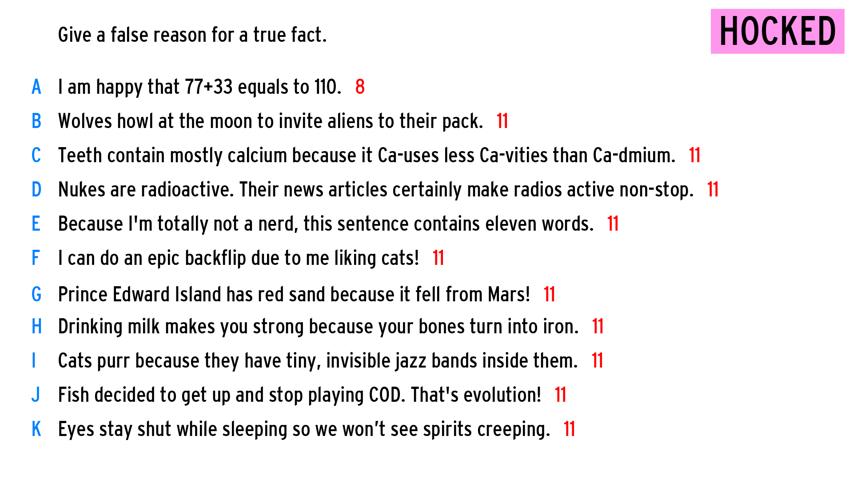 Give a false reason for a true fact.
HOCKED
A I am happy that 77+33 equals to 110. 8
B Wolves howl at the moon to invite aliens to their pack. 11
C Teeth contain mostly calcium because it Ca-uses less Ca-vities than Ca-dmium. 11
D Nukes are radioactive. Their news articles certainly make radios active non-stop. 11
E Because I'm totally not a nerd, this sentence contains eleven words. 11
F I can do an epic backflip due to me liking cats! 11
G Prince Edward Island has red sand because it fell from Mars! 11
H Drinking milk makes you strong because your bones turn into iron. 11
I Cats purr because they have tiny, invisible jazz bands inside them. 11
J Fish decided to get up and stop playing COD. That's evolution! 11
K Eyes stay shut while sleeping so we won’t see spirits creeping. 11